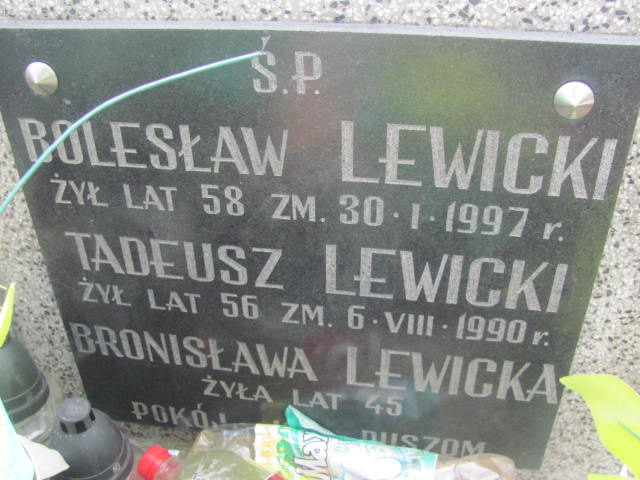 Ś.P.
BOLESŁAW LEWICKI
ŻYŁ LAT 58 ZM. 30·I·1997 r.
TADEUSZ LEWICKI
ŻYŁ LAT 56 ZM. 6·VIII·1990 r.
BRONISŁAWA LEWICKA
ŻYŁA LAT 45
POKÓJ DUSZOM